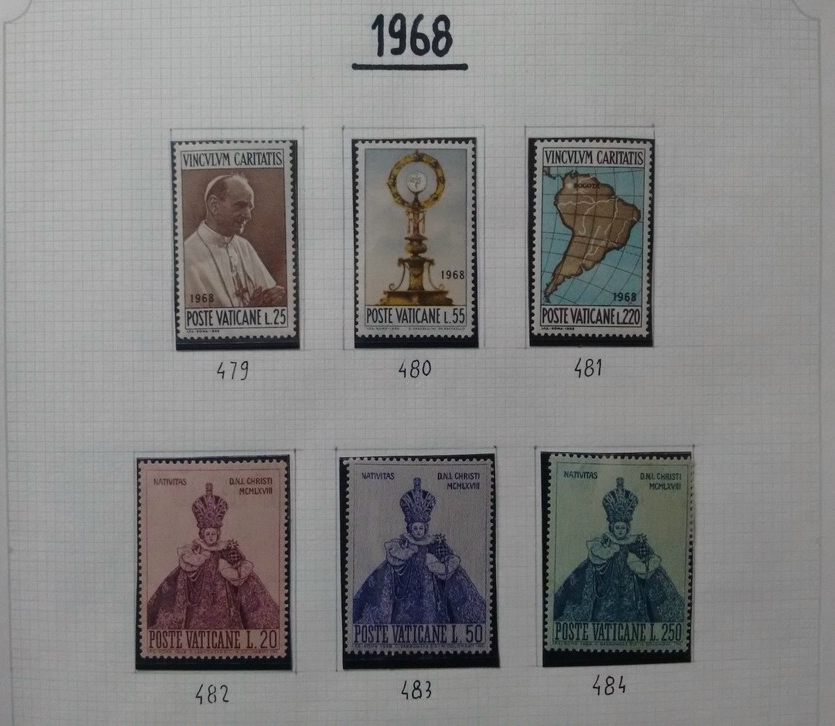 1968
VINCVLVM CARITATIS
1968
POSTE VATICANE L.25
1968
POSTE VATICANE L.55
VINCVLVM CARITATIS
BOGOTA
1968
POSTE VATICANE L.220
479
480
481
NATIVITAS D.N.I. CHRISTI
MCMLXVIII
POSTE VATICANE L. 20
NATIVITAS D.N.I. CHRISTI
MCMLXVIII
POSTE VATICANE L. 50
NATIVITAS D.N.I. CHRISTI
MCMLXVIII
POSTE VATICANE L. 250
482
483
484